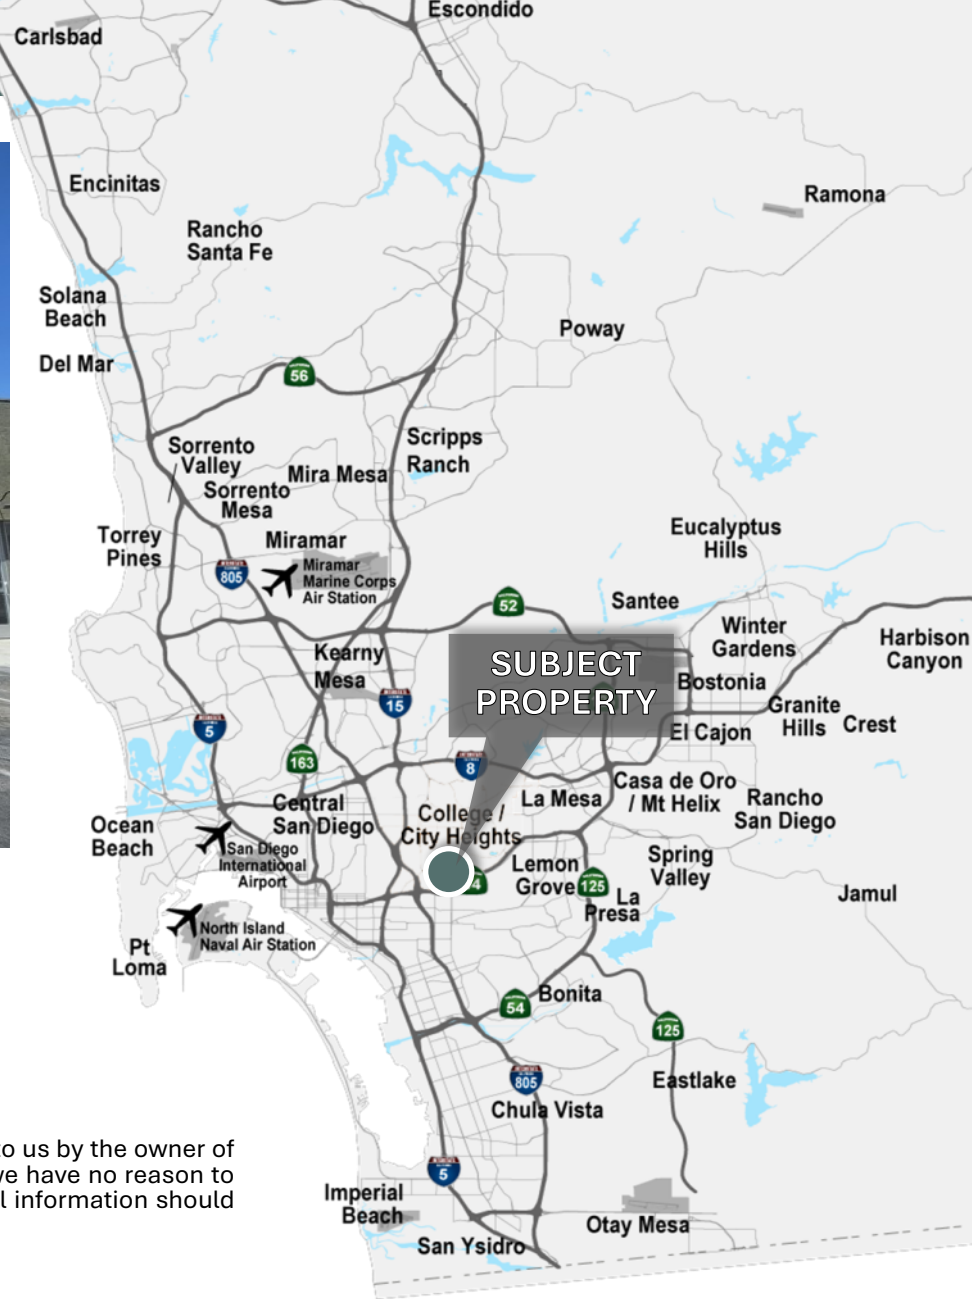 Escondido
Carlsbad
Encinitas
Ramona
Rancho
Santa Fe
Solana
Beach
Poway
Del Mar
56
Scripps
Ranch
Sorrento
Valley
Mira Mesa
Sorrento
Mesa
Torrey
Pines
Miramar
Eucalyptus
Hills
805
Miramar
Marine Corps
Air Station
52
Santee
Winter
Gardens
Harbison
Canyon
Kearny
Mesa
SUBJECT
PROPERTY
Bostonia
15
Granite
Hills
Crest
5
El Cajon
163
8
Casa de Oro
/ Mt Helix
La Mesa
Rancho
San Diego
Central
San Diego
College /
City Heights
Ocean
Beach
San Diego
International
Airport
Lemon
Grove
Spring
Valley
4
125
La
Presa
Jamul
North Island
Naval Air Station
Pt
Loma
54
Bonita
125
805
Eastlake
Chula Vista
to us by the owner of
we have no reason to
l information should
5
Imperial
Beach
Otay Mesa
San Ysidro